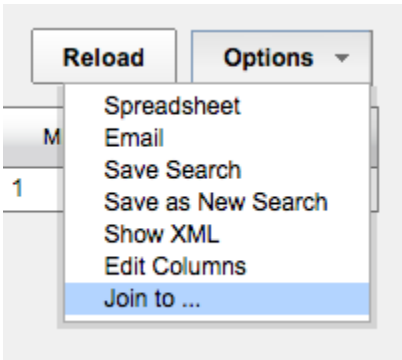 Reload Options
Spreadsheet
M Email
Save Search
1 Save as New Search
Show XML
Edit Columns
Join to ...